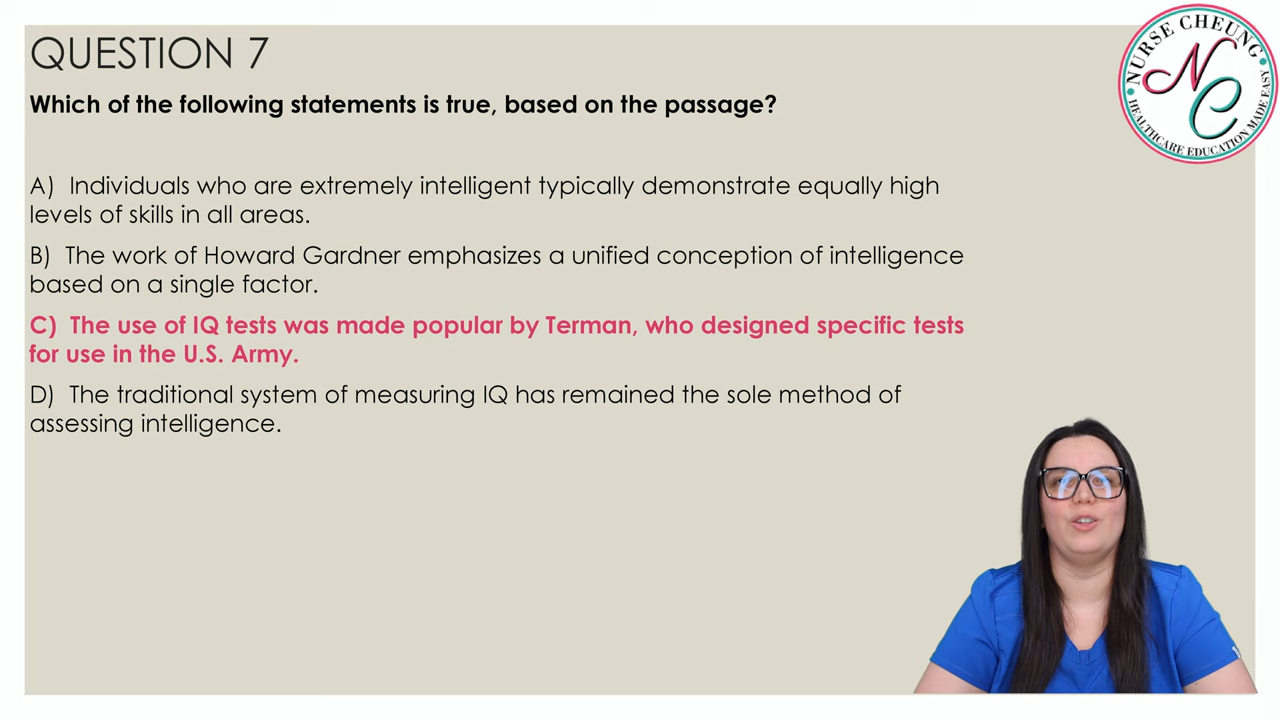 QUESTION 7
Which of the following statements is true, based on the passage?
A) Individuals who are extremely intelligent typically demonstrate equally high
levels of skills in all areas.
B) The work of Howard Gardner emphasizes a unified conception of intelligence
based on a single factor.
C) The use of IQ tests was made popular by Terman, who designed specific tests
for use in the U.S. Army.
D) The traditional system of measuring IQ has remained the sole method of
assessing intelligence.
NURSE CHEUNG
NC
HEALTHCARE EDUCATION MADE EASY